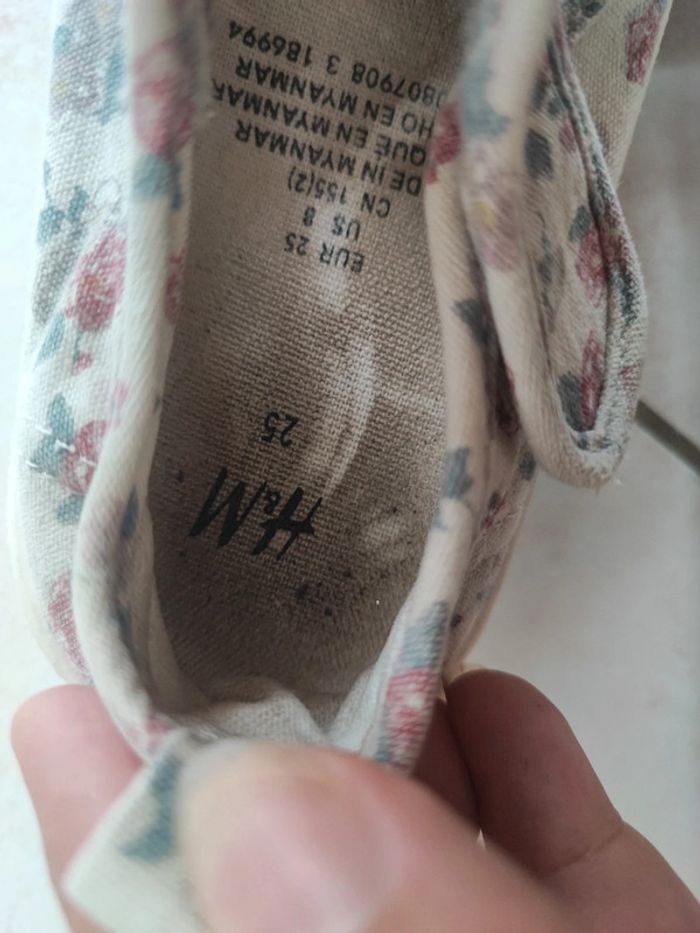 H&M
25
EUR 25
US 8
CN 155(2)
DE IN MYANMAR
QUÉ EN MYANMAR
HO EN MYANMAR
0807908 3 186994